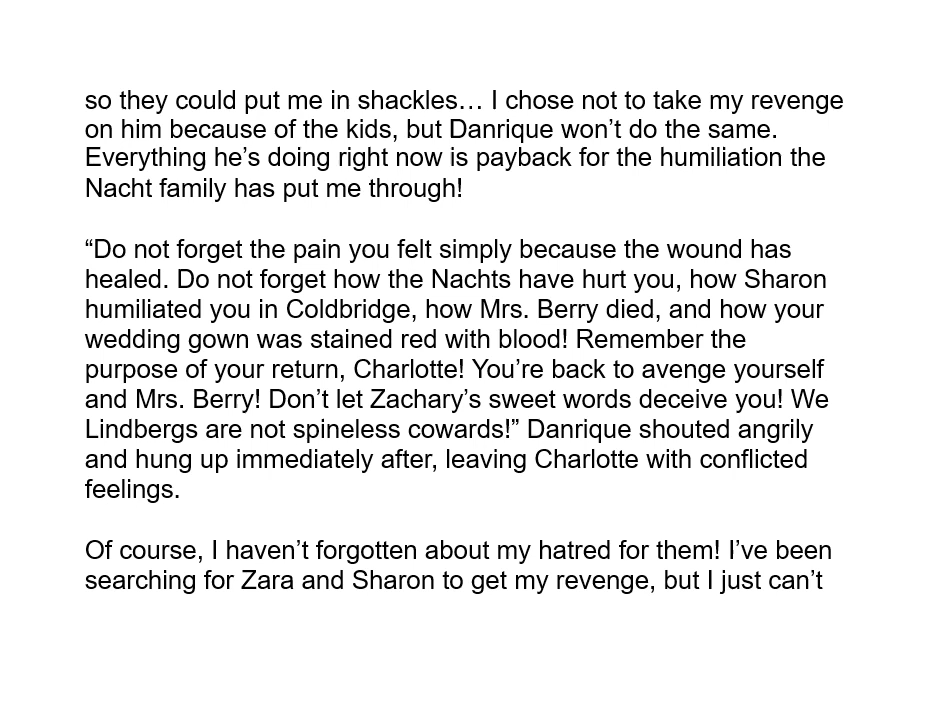 so they could put me in shackles… I chose not to take my revenge
on him because of the kids, but Danrique won’t do the same.
Everything he’s doing right now is payback for the humiliation the
Nacht family has put me through!
“Do not forget the pain you felt simply because the wound has
healed. Do not forget how the Nachts have hurt you, how Sharon
humiliated you in Coldbridge, how Mrs. Berry died, and how your
wedding gown was stained red with blood! Remember the
purpose of your return, Charlotte! You’re back to avenge yourself
and Mrs. Berry! Don’t let Zachary’s sweet words deceive you! We
Lindbergs are not spineless cowards!” Danrique shouted angrily
and hung up immediately after, leaving Charlotte with conflicted
feelings.
Of course, I haven’t forgotten about my hatred for them! I’ve been
searching for Zara and Sharon to get my revenge, but I just can’t